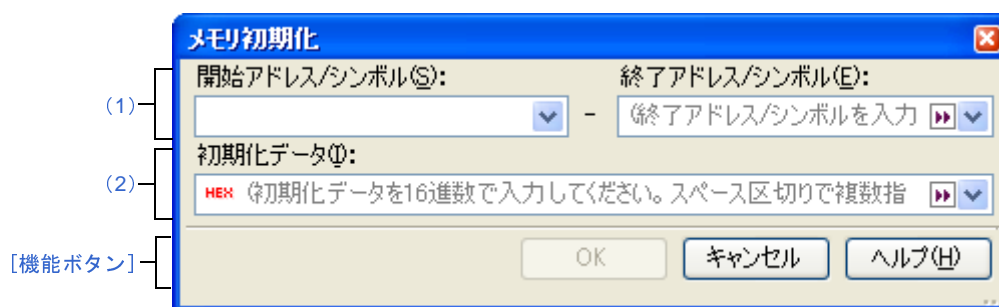 メモリ初期化
開始アドレス/シンボル(S): 終了アドレス/シンボル(E):
(1)
- (終了アドレス/シンボルを入力
初期化データ(I):
(2)
HEX (初期化データを16進数で入力してください。スペース区切りで複数指
[機能ボタン]
OK キャンセル ヘルプ(H)